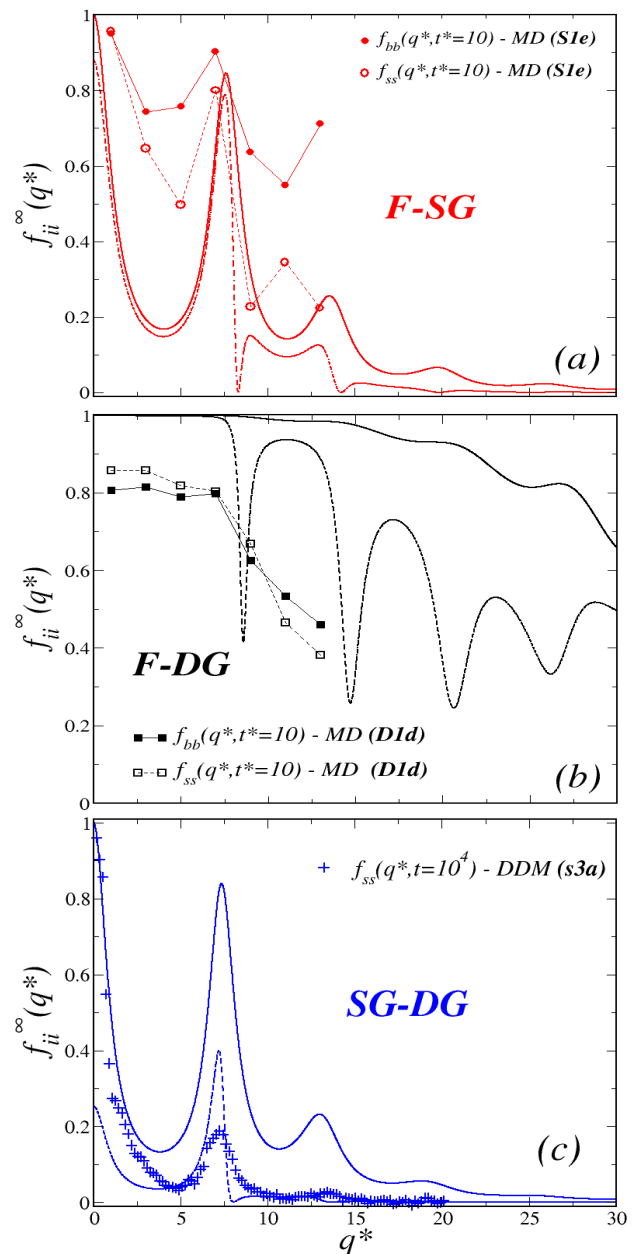 f_bb(q*,t*=10) - MD (S1e)
f_ss(q*,t*=10) - MD (S1e)
F-SG
(a)
f_ii^∞(q*)
1
0.8
0.6
0.4
0.2
0
f_bb(q*,t*=10) - MD (D1d)
f_ss(q*,t*=10) - MD (D1d)
F-DG
(b)
f_ii^∞(q*)
1
0.8
0.6
0.4
0.2
0
f_ss(q*,t=10^4) - DDM (s3a)
SG-DG
(c)
f_ii^∞(q*)
1
0.8
0.6
0.4
0.2
0
0 5 10 15 20 25 30
q*